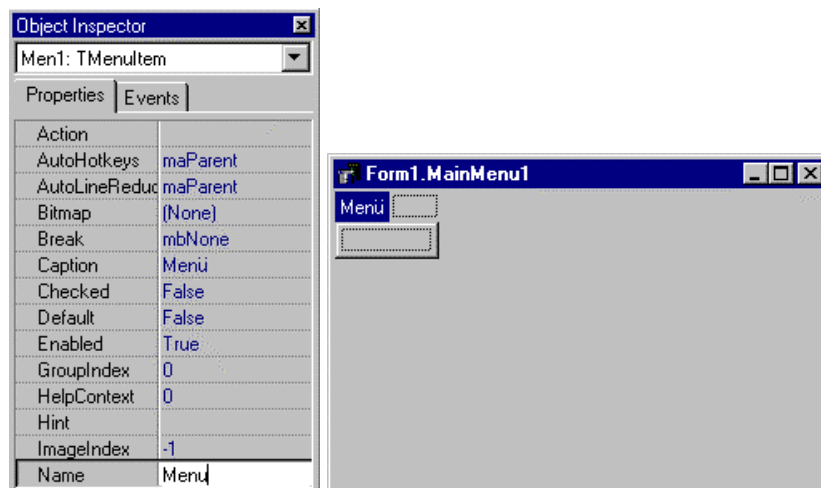 Object Inspector
Men1: TMenuItem
Properties Events
Action
AutoHotkeys maParent
AutoLineReduc maParent
Bitmap (None)
Break mbNone
Caption Menü
Checked False
Default False
Enabled True
GroupIndex 0
HelpContext 0
Hint
ImageIndex -1
Name Menu
Form1.MainMenu1
Menü